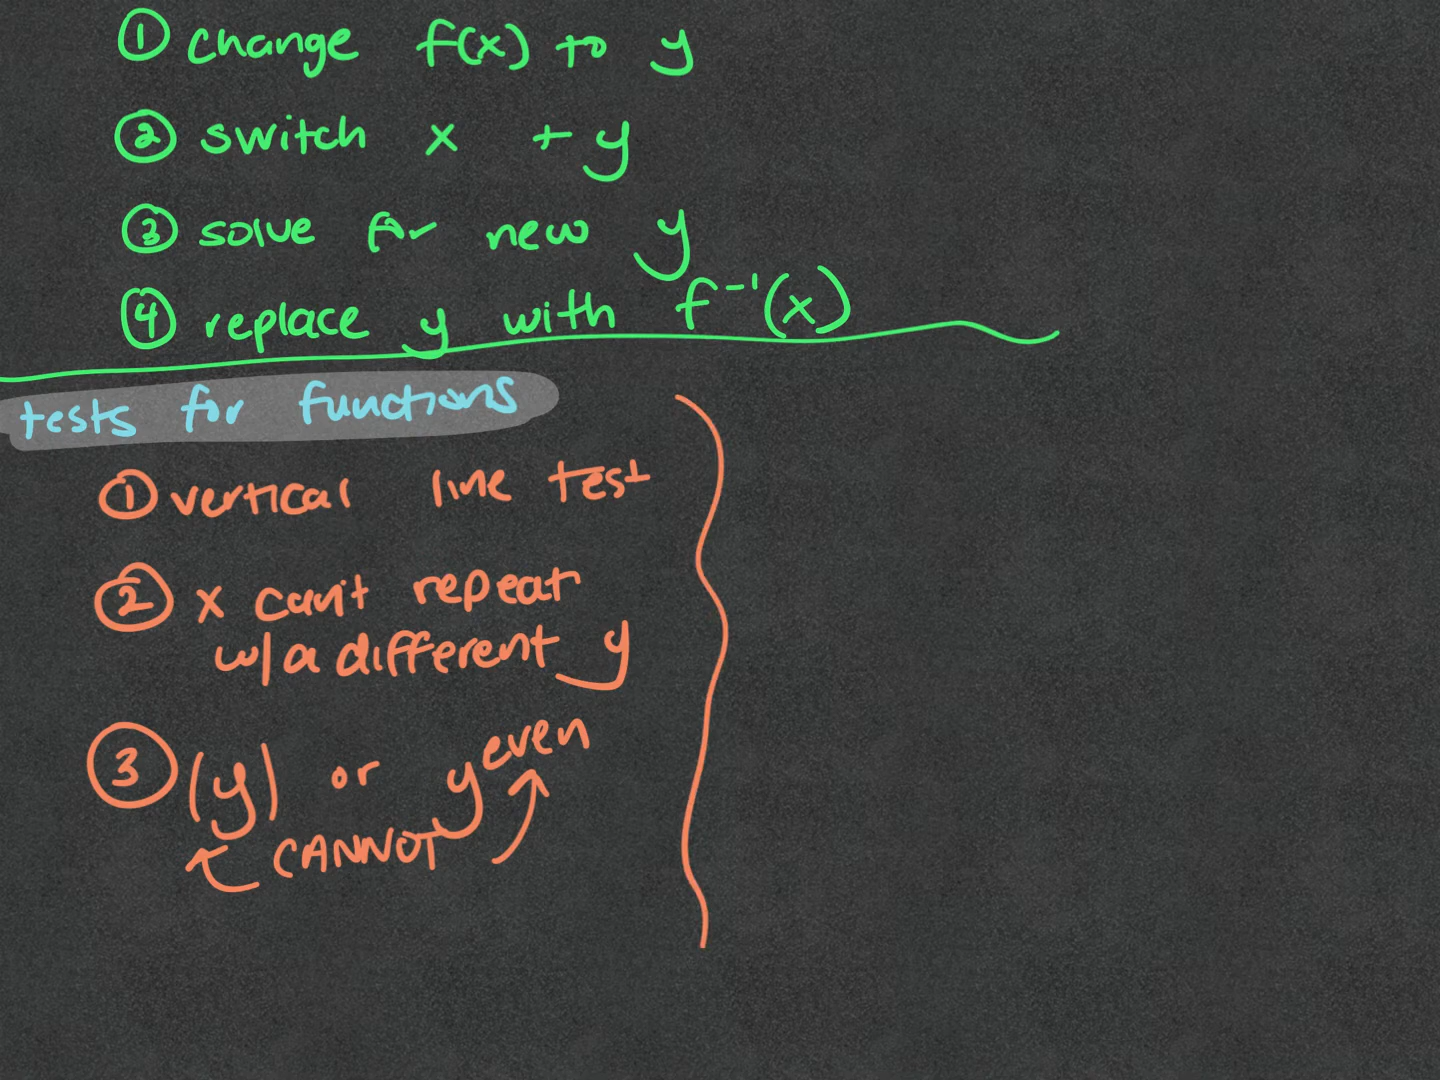 ① change f(x) to y
② switch x + y
③ solve for new y
④ replace y with f⁻¹(x)
tests for functions
① vertical line test
② x can't repeat
w/a different y
③ |y| or y^even
CANNOT